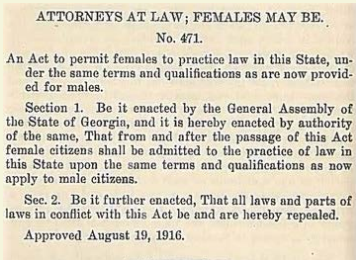 ATTORNEYS AT LAW; FEMALES MAY BE.
No. 471.
An Act to permit females to practice law in this State, un-
der the same terms and qualifications as are now provid-
ed for males.
Section 1. Be it enacted by the General Assembly of
the State of Georgia, and it is hereby enacted by authority
of the same, That from and after the passage of this Act
female citizens shall be admitted to the practice of law in
this State upon the same terms and qualifications as now
apply to male citizens.
Sec. 2. Be it further enacted, That all laws and parts of
laws in conflict with this Act be and are hereby repealed.
Approved August 19, 1916.